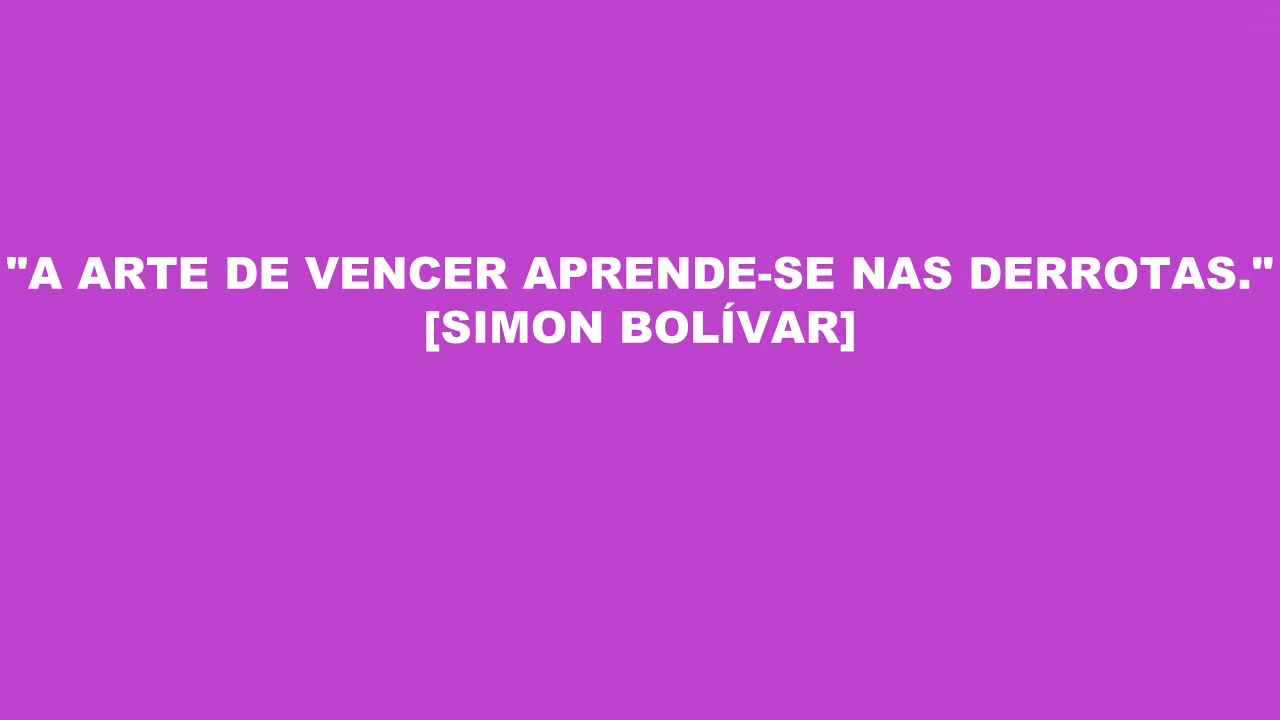 "A ARTE DE VENCER APRENDE-SE NAS DERROTAS."
[SIMON BOLÍVAR]